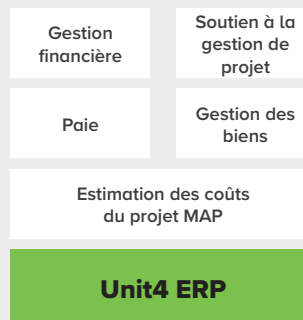 Gestion
financière
Soutien à la
gestion de
projet
Paie
Gestion des
biens
Estimation des coûts
du projet MAP
Unit4 ERP